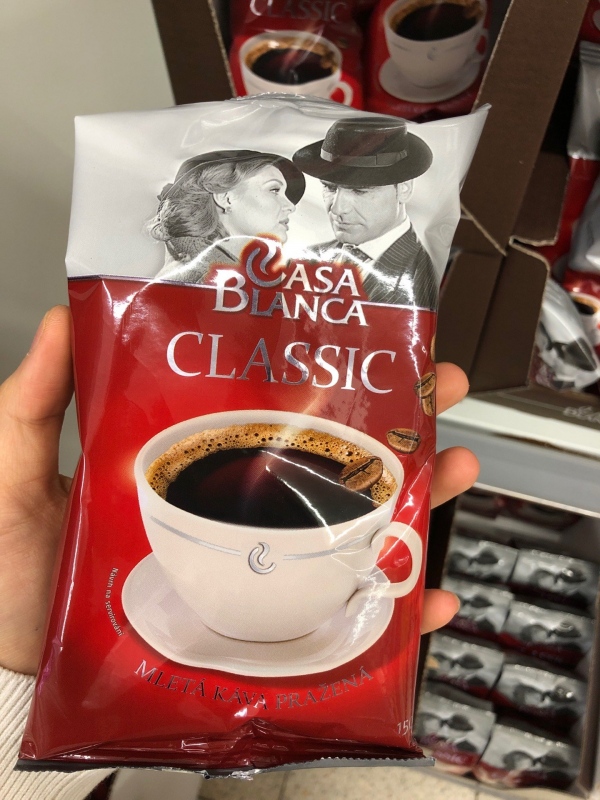 CLASSIC
CASA
BLANCA
CLASSIC
Návrh na servírování
MLETÁ KÁVA PRAŽENÁ